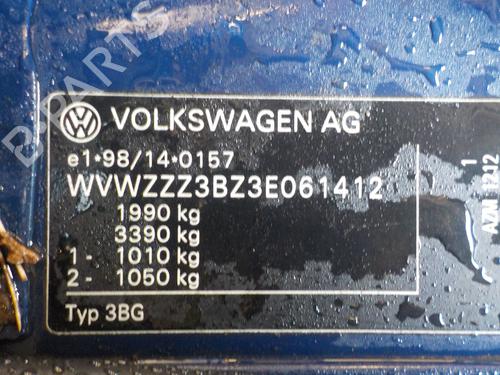 VOLKSWAGEN AG
e1*98/14*0157
WVWZZZ3BZ3E061412
1990 kg
3390 kg
1 - 1010 kg
2 - 1050 kg
Typ 3BG
1
B-PARTS